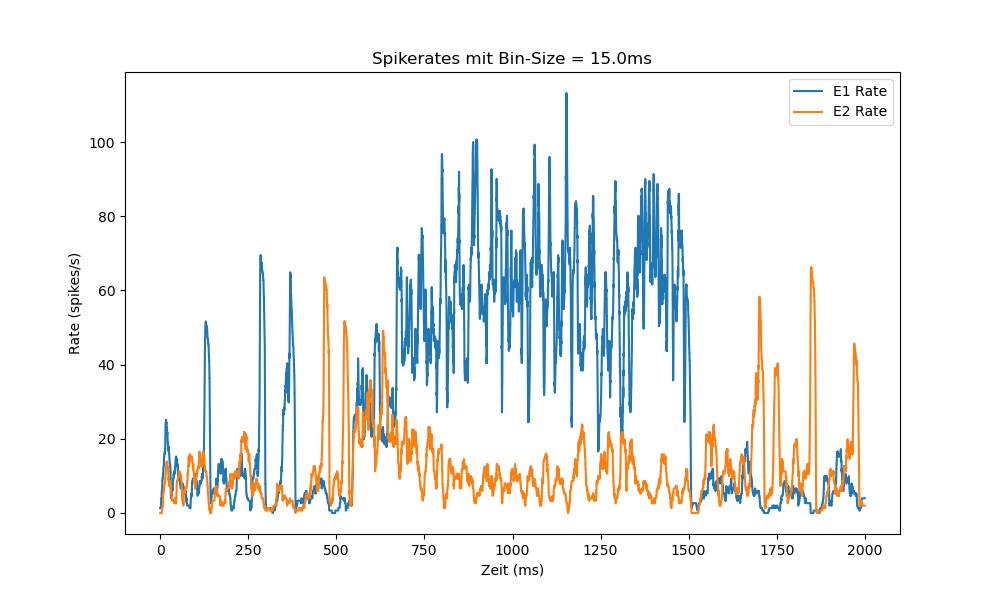 Spikerates mit Bin-Size = 15.0ms
E1 Rate
E2 Rate
Rate (spikes/s)
100
80
60
40
20
0
0 250 500 750 1000 1250 1500 1750 2000
Zeit (ms)